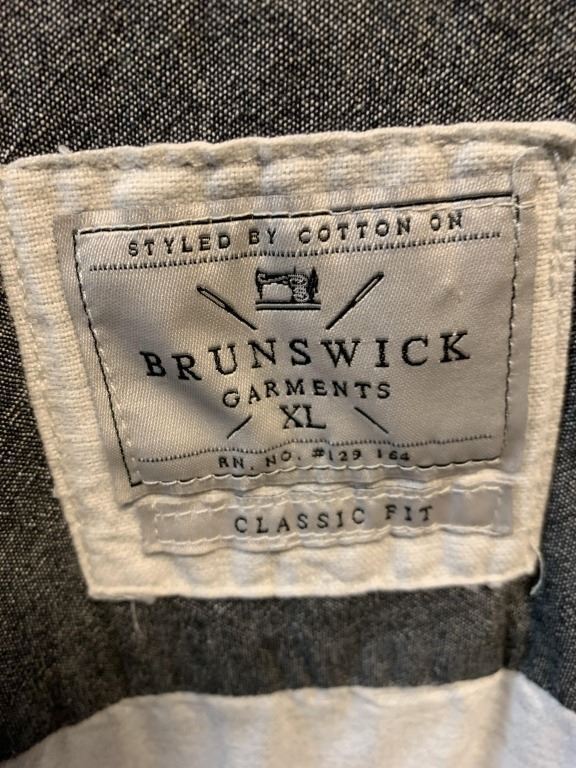 STYLED BY COTTON ON
BRUNSWICK
GARMENTS
XL
RN. NO. #129 164
CLASSIC FIT